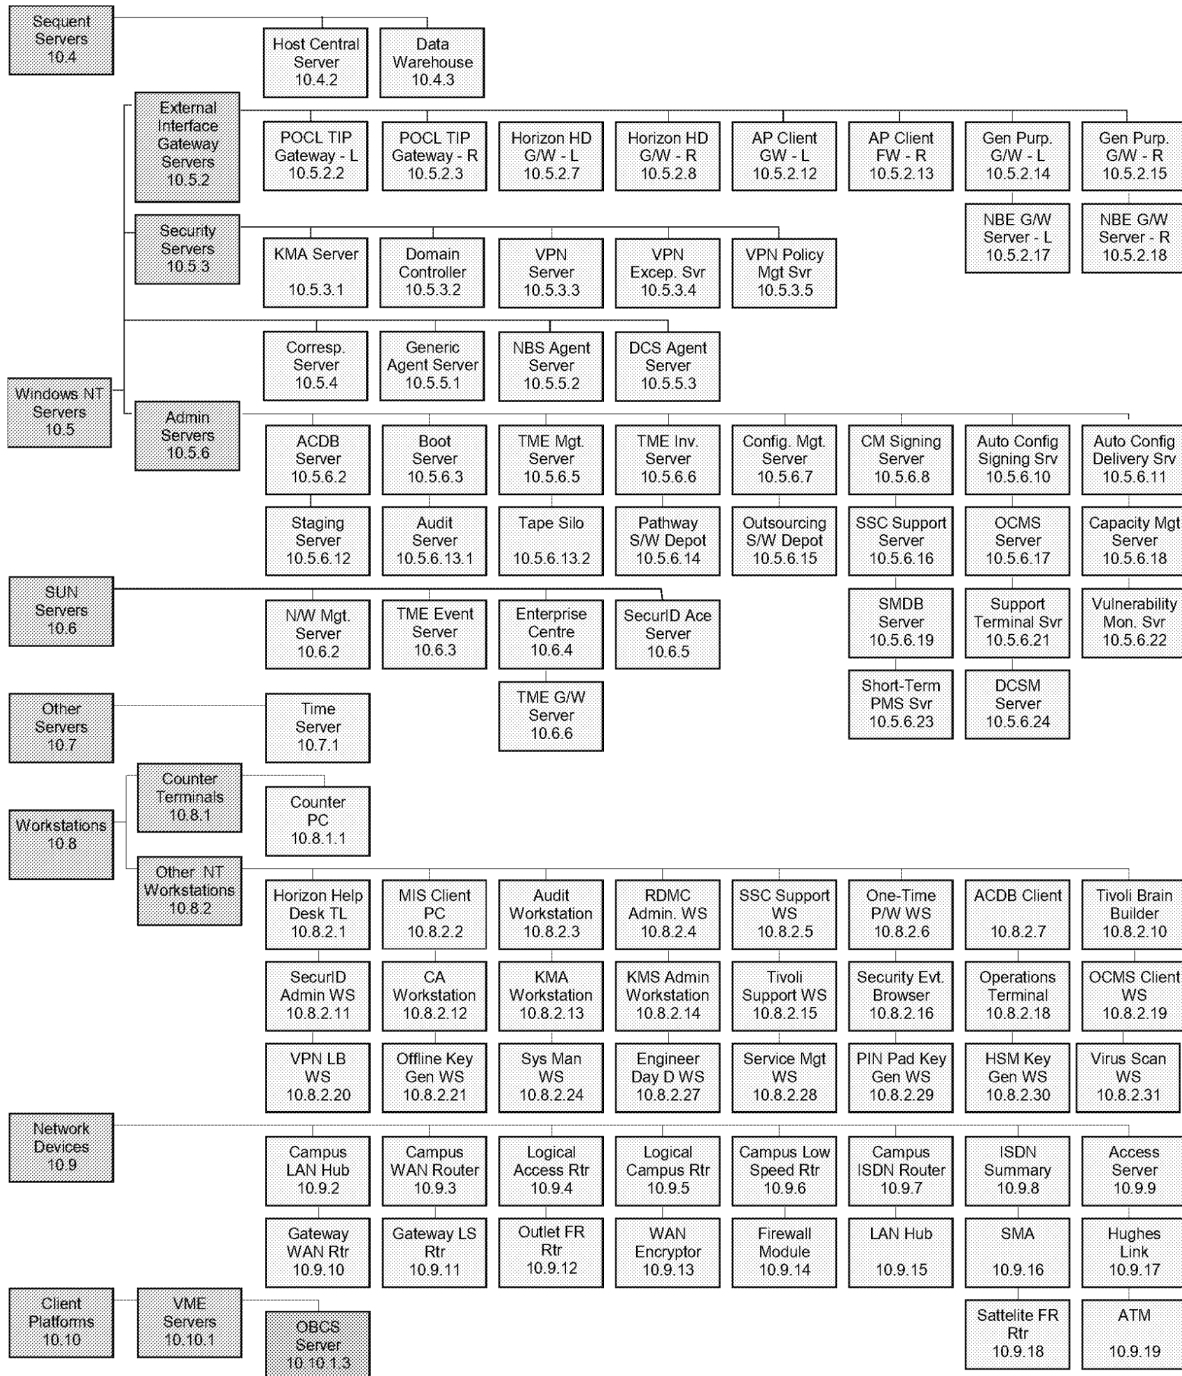 Sequent
Servers
10.4
Host Central
Server
10.4.2
Data
Warehouse
10.4.3
External
Interface
Gateway
Servers
10.5.2
POCL TIP
Gateway - L
10.5.2.2
POCL TIP
Gateway - R
10.5.2.3
Horizon HD
G/W - L
10.5.2.7
Horizon HD
G/W - R
10.5.2.8
AP Client
GW - L
10.5.2.12
AP Client
FW - R
10.5.2.13
Gen Purp.
G/W - L
10.5.2.14
Gen Purp.
G/W - R
10.5.2.15
NBE G/W
Server - L
10.5.2.17
NBE G/W
Server - R
10.5.2.18
Security
Servers
10.5.3
KMA Server
10.5.3.1
Domain
Controller
10.5.3.2
VPN
Server
10.5.3.3
VPN
Excep. Svr
10.5.3.4
VPN Policy
Mgt Svr
10.5.3.5
Corresp.
Server
10.5.4
Generic
Agent Server
10.5.5.1
NBS Agent
Server
10.5.5.2
DCS Agent
Server
10.5.5.3
Windows NT
Servers
10.5
Admin
Servers
10.5.6
ACDB
Server
10.5.6.2
Boot
Server
10.5.6.3
TME Mgt.
Server
10.5.6.5
TME Inv.
Server
10.5.6.6
Config. Mgt.
Server
10.5.6.7
CM Signing
Server
10.5.6.8
Auto Config
Signing Srv
10.5.6.10
Auto Config
Delivery Srv
10.5.6.11
Staging
Server
10.5.6.12
Audit
Server
10.5.6.13.1
Tape Silo
10.5.6.13.2
Pathway
S/W Depot
10.5.6.14
Outsourcing
S/W Depot
10.5.6.15
SSC Support
Server
10.5.6.16
OCMS
Server
10.5.6.17
Capacity Mgt
Server
10.5.6.18
SUN
Servers
10.6
N/W Mgt.
Server
10.6.2
TME Event
Server
10.6.3
Enterprise
Centre
10.6.4
SecurID Ace
Server
10.6.5
SMDB
Server
10.5.6.19
Support
Terminal Svr
10.5.6.21
Vulnerability
Mon. Svr
10.5.6.22
TME G/W
Server
10.6.6
Short-Term
PMS Svr
10.5.6.23
DCSM
Server
10.5.6.24
Other
Servers
10.7
Time
Server
10.7.1
Counter
Terminals
10.8.1
Counter
PC
10.8.1.1
Workstations
10.8
Other NT
Workstations
10.8.2
Horizon Help
Desk TL
10.8.2.1
MIS Client
PC
10.8.2.2
Audit
Workstation
10.8.2.3
RDMC
Admin. WS
10.8.2.4
SSC Support
WS
10.8.2.5
One-Time
P/W WS
10.8.2.6
ACDB Client
10.8.2.7
Tivoli Brain
Builder
10.8.2.10
SecurID
Admin WS
10.8.2.11
CA
Workstation
10.8.2.12
KMA
Workstation
10.8.2.13
KMS Admin
Workstation
10.8.2.14
Tivoli
Support WS
10.8.2.15
Security Evt.
Browser
10.8.2.16
Operations
Terminal
10.8.2.18
OCMS Client
WS
10.8.2.19
VPN LB
WS
10.8.2.20
Offline Key
Gen WS
10.8.2.21
Sys Man
WS
10.8.2.24
Engineer
Day D WS
10.8.2.27
Service Mgt
WS
10.8.2.28
PIN Pad Key
Gen WS
10.8.2.29
HSM Key
Gen WS
10.8.2.30
Virus Scan
WS
10.8.2.31
Network
Devices
10.9
Campus
LAN Hub
10.9.2
Campus
WAN Router
10.9.3
Logical
Access Rtr
10.9.4
Logical
Campus Rtr
10.9.5
Campus Low
Speed Rtr
10.9.6
Campus
ISDN Router
10.9.7
ISDN
Summary
10.9.8
Access
Server
10.9.9
Gateway
WAN Rtr
10.9.10
Gateway LS
Rtr
10.9.11
Outlet FR
Rtr
10.9.12
WAN
Encryptor
10.9.13
Firewall
Module
10.9.14
LAN Hub
10.9.15
SMA
10.9.16
Hughes
Link
10.9.17
Client
Platforms
10.10
VME
Servers
10.10.1
OBCS
Server
10.10 1.3
Sattelite FR
Rtr
10.9.18
ATM
10.9.19